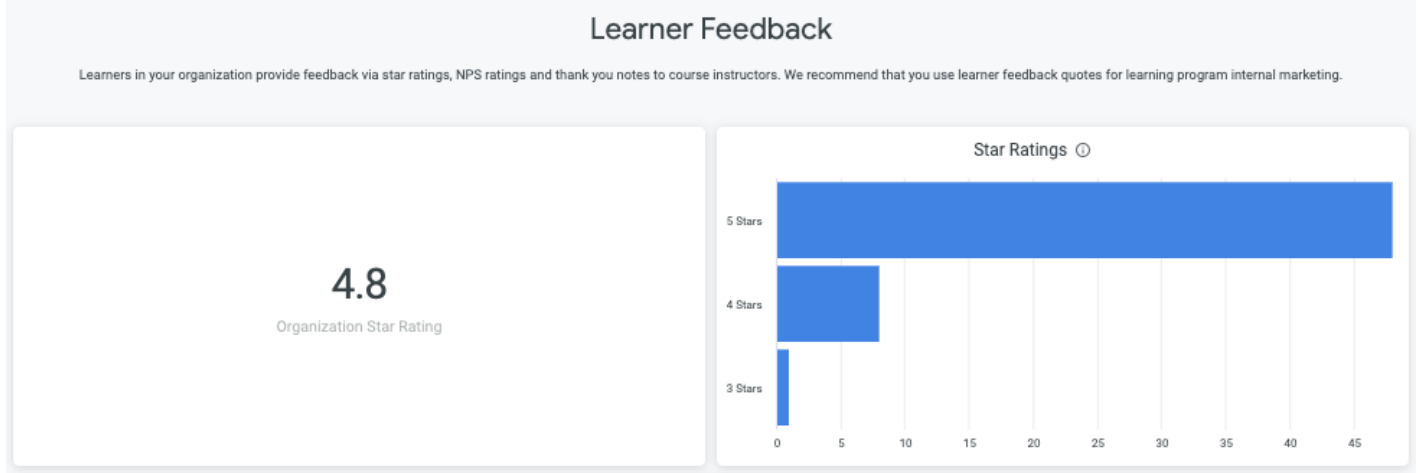 Learner Feedback
Learners in your organization provide feedback via star ratings, NPS ratings and thank you notes to course instructors. We recommend that you use learner feedback quotes for learning program internal marketing.
4.8
Organization Star Rating
Star Ratings
5 Stars
4 Stars
3 Stars
0 5 10 15 20 25 30 35 40 45